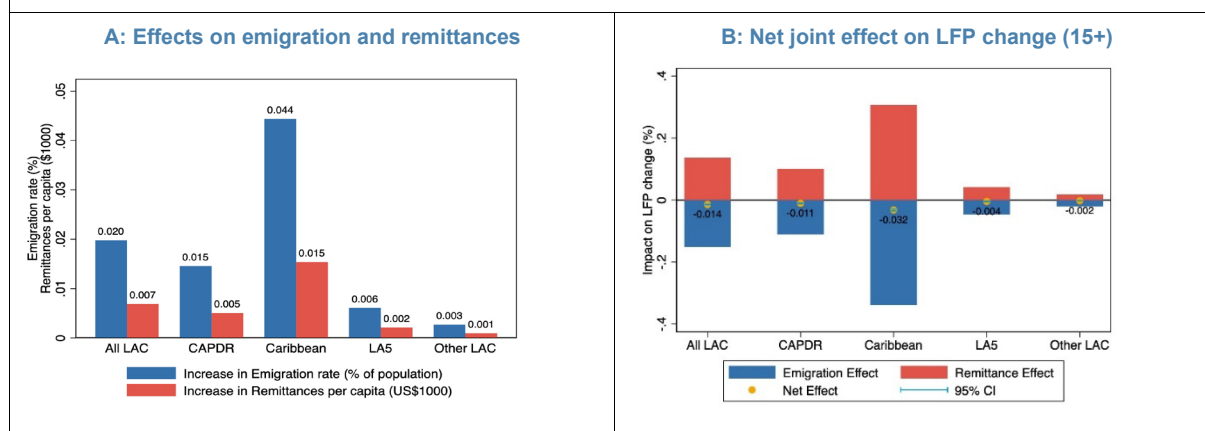 A: Effects on emigration and remittances
Emigration rate (%)
Remittances per capita ($1000)
.05
.04
.03
.02
.01
0
0.020
0.007
0.015
0.005
0.044
0.015
0.006
0.002
0.003
0.001
All LAC CAPDR Caribbean LA5 Other LAC
Increase in Emigration rate (% of population)
Increase in Remittances per capita (US$1000)
B: Net joint effect on LFP change (15+)
Impact on LFP change (%)
.4
.2
0
-.2
-.4
-0.014
-0.011
-0.032
-0.004
-0.002
All LAC CAPDR Caribbean LA5 Other LAC
Emigration Effect Remittance Effect
Net Effect 95% CI